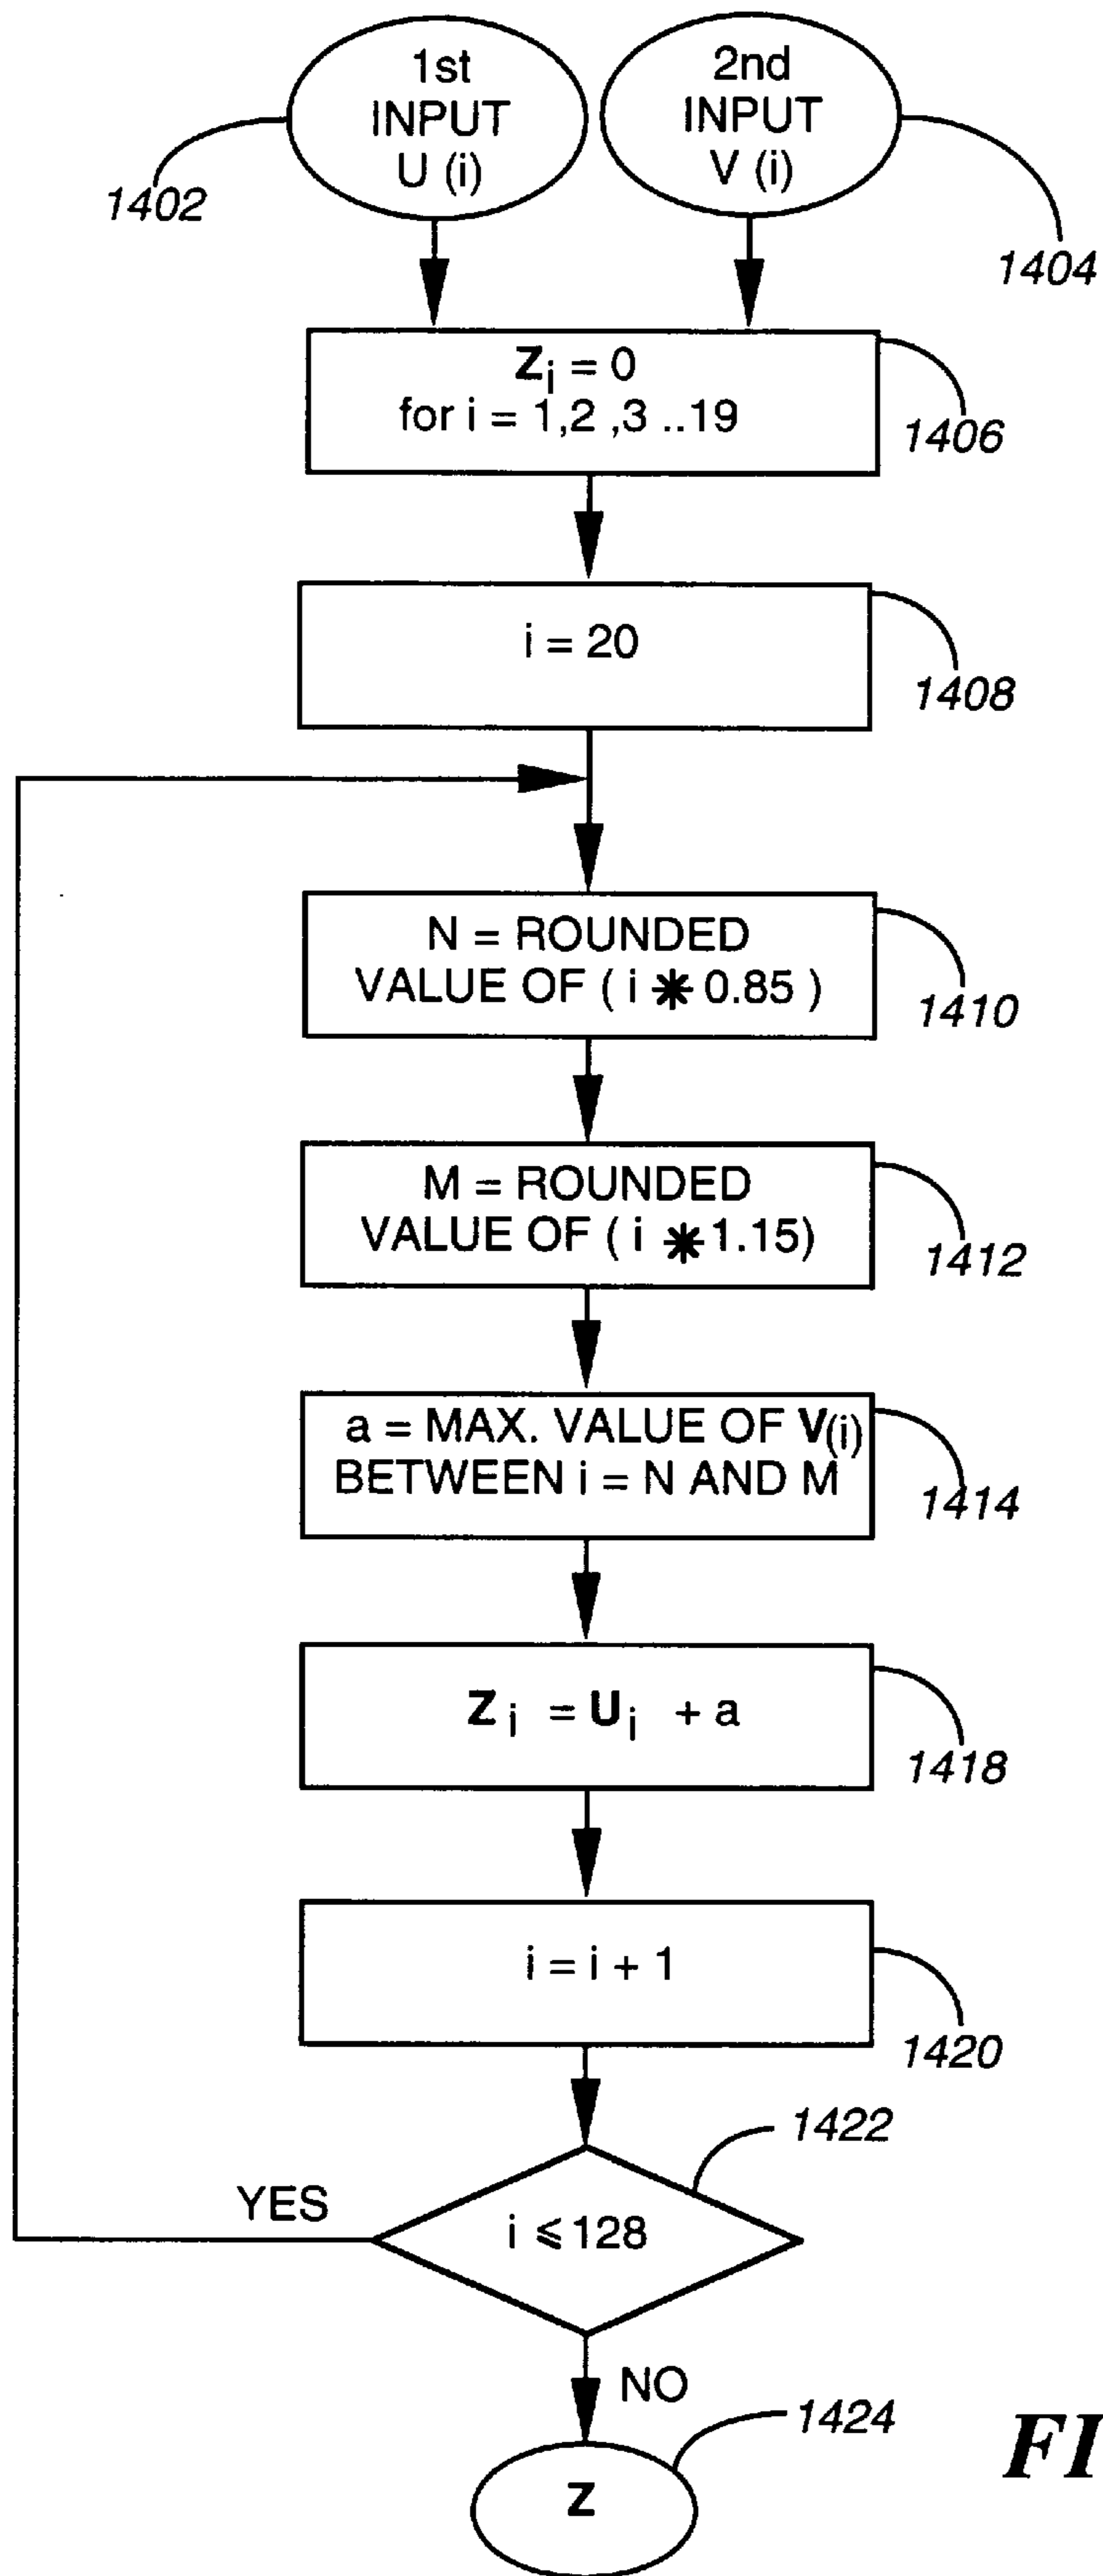 1st
INPUT
U (i)
2nd
INPUT
V (i)
1402
1404
Z i = 0
for i = 1,2 ,3 ..19
1406
i = 20
1408
N = ROUNDED
VALUE OF ( i * 0.85 )
1410
M = ROUNDED
VALUE OF ( i * 1.15)
1412
a = MAX. VALUE OF V(i)
BETWEEN i = N AND M
1414
Z i = U i + a
1418
i = i + 1
1420
1422
YES
i ⩽ 128
NO
1424
Z
FI